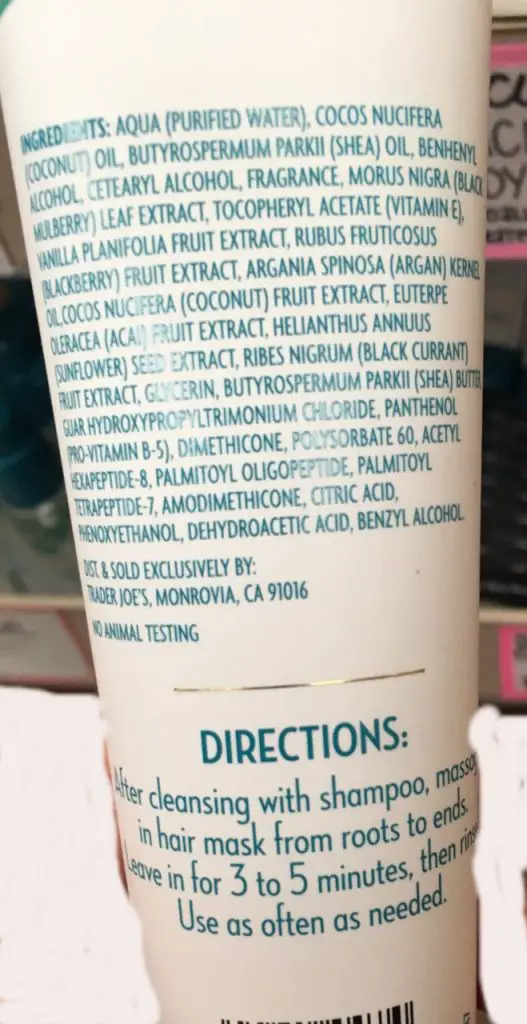 INGREDIENTS: AQUA (PURIFIED WATER), COCOS NUCIFERA
(COCONUT) OIL, BUTYROSPERMUM PARKII (SHEA) OIL, BENHENYL
ALCOHOL, CETEARYL ALCOHOL, FRAGRANCE, MORUS NIGRA (BLACK
MULBERRY) LEAF EXTRACT, TOCOPHERYL ACETATE (VITAMIN E),
VANILLA PLANIFOLIA FRUIT EXTRACT, RUBUS FRUTICOSUS
(BLACKBERRY) FRUIT EXTRACT, ARGANIA SPINOSA (ARGAN) KERNEL
OIL,COCOS NUCIFERA (COCONUT) FRUIT EXTRACT, EUTERPE
OLERACEA (ACAI) FRUIT EXTRACT, HELIANTHUS ANNUUS
(SUNFLOWER) SEED EXTRACT, RIBES NIGRUM (BLACK CURRANT)
FRUIT EXTRACT, GLYCERIN, BUTYROSPERMUM PARKII (SHEA) BUTTER,
GUAR HYDROXYPROPYLTRIMONIUM CHLORIDE, PANTHENOL
(PRO-VITAMIN B-5), DIMETHICONE, POLYSORBATE 60, ACETYL
HEXAPEPTIDE-8, PALMITOYL OLIGOPEPTIDE, PALMITOYL
TETRAPEPTIDE-7, AMODIMETHICONE, CITRIC ACID,
PHENOXYETHANOL, DEHYDROACETIC ACID, BENZYL ALCOHOL.
DIST. & SOLD EXCLUSIVELY BY:
TRADER JOE'S, MONROVIA, CA 91016
NO ANIMAL TESTING
DIRECTIONS:
After cleansing with shampoo, massa
in hair mask from roots to ends.
Leave in for 3 to 5 minutes, then rinse
Use as often as needed.